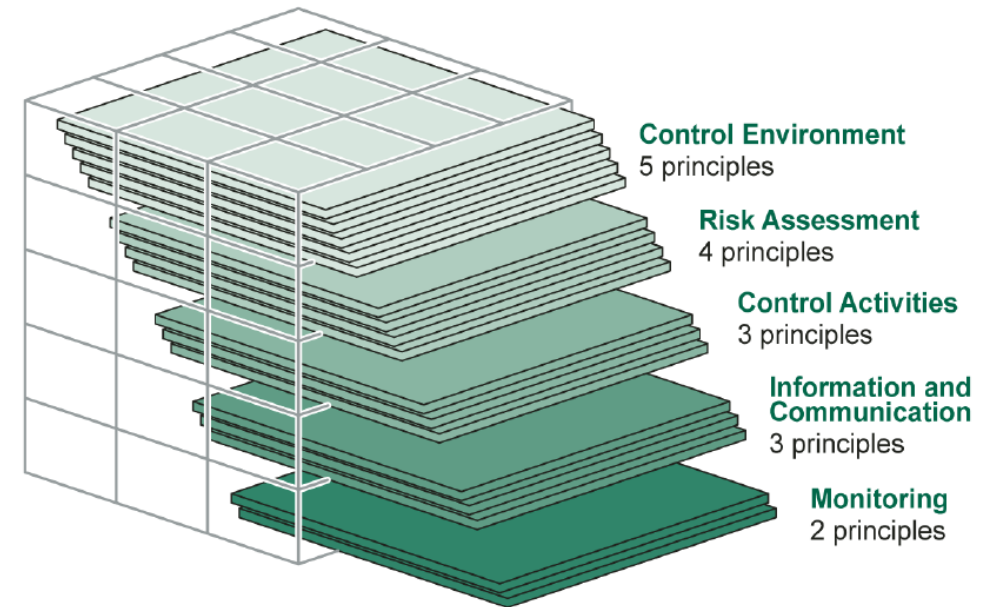 Control Environment
5 principles
Risk Assessment
4 principles
Control Activities
3 principles
Information and
Communication
3 principles
Monitoring
2 principles